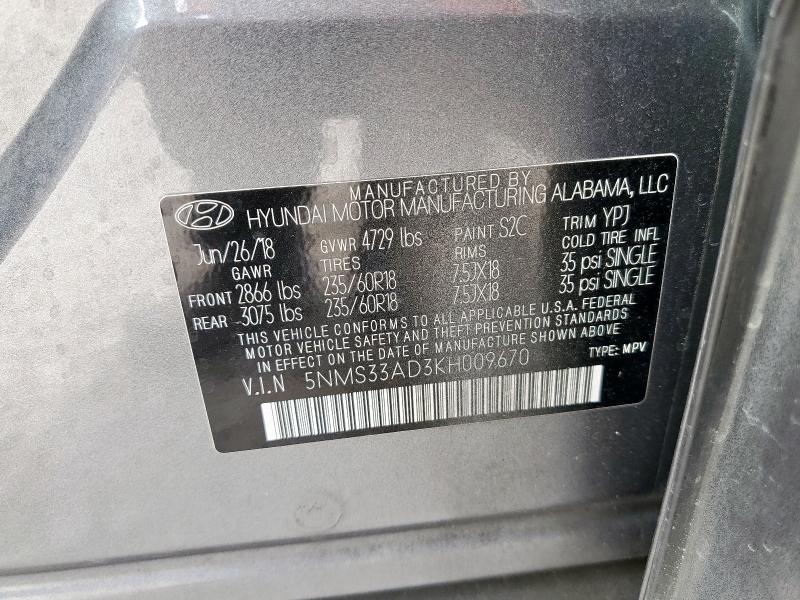 MANUFACTURED BY
HYUNDAI MOTOR MANUFACTURING ALABAMA, LLC
Jun/26/'18 GVWR 4729 lbs PAINT S2C TRIM YPJ
GAWR TIRES RIMS COLD TIRE INFL
FRONT 2866 lbs 235/60R18 7.5JX18 35 psi SINGLE
REAR 3075 lbs 235/60R18 7.5JX18 35 psi SINGLE
THIS VEHICLE CONFORMS TO ALL APPLICABLE U.S.A. FEDERAL
MOTOR VEHICLE SAFETY AND THEFT PREVENTION STANDARDS
IN EFFECT ON THE DATE OF MANUFACTURE SHOWN ABOVE
V.I.N 5NMS33AD3KH009670 TYPE: MPV